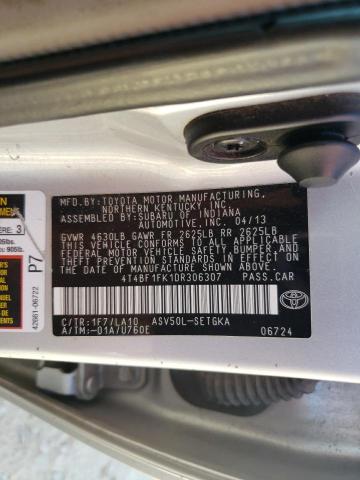 MFD.BY:TOYOTA MOTOR MANUFACTURING,
NORTHERN KENTUCKY, INC.
ASSEMBLED BY:SUBARU OF INDIANA
AUTOMOTIVE, INC. 04/13
GVWR 4630LB GAWR FR 2625LB RR 2625LB
THIS VEHICLE CONFORMS TO ALL APPLICABLE
FEDERAL MOTOR VEHICLE SAFETY, BUMPER, AND
THEFT PREVENTION STANDARDS IN EFFECT ON
THE DATE OF MANUFACTURE SHOWN ABOVE.
4T4BF1FK1DR306307 PASS.CAR
C/TR:1F7/LA10 ASV50L-SETGKA
A/TM:-01A/U760E 06724
TOYOTA
3
P7
42661-06722